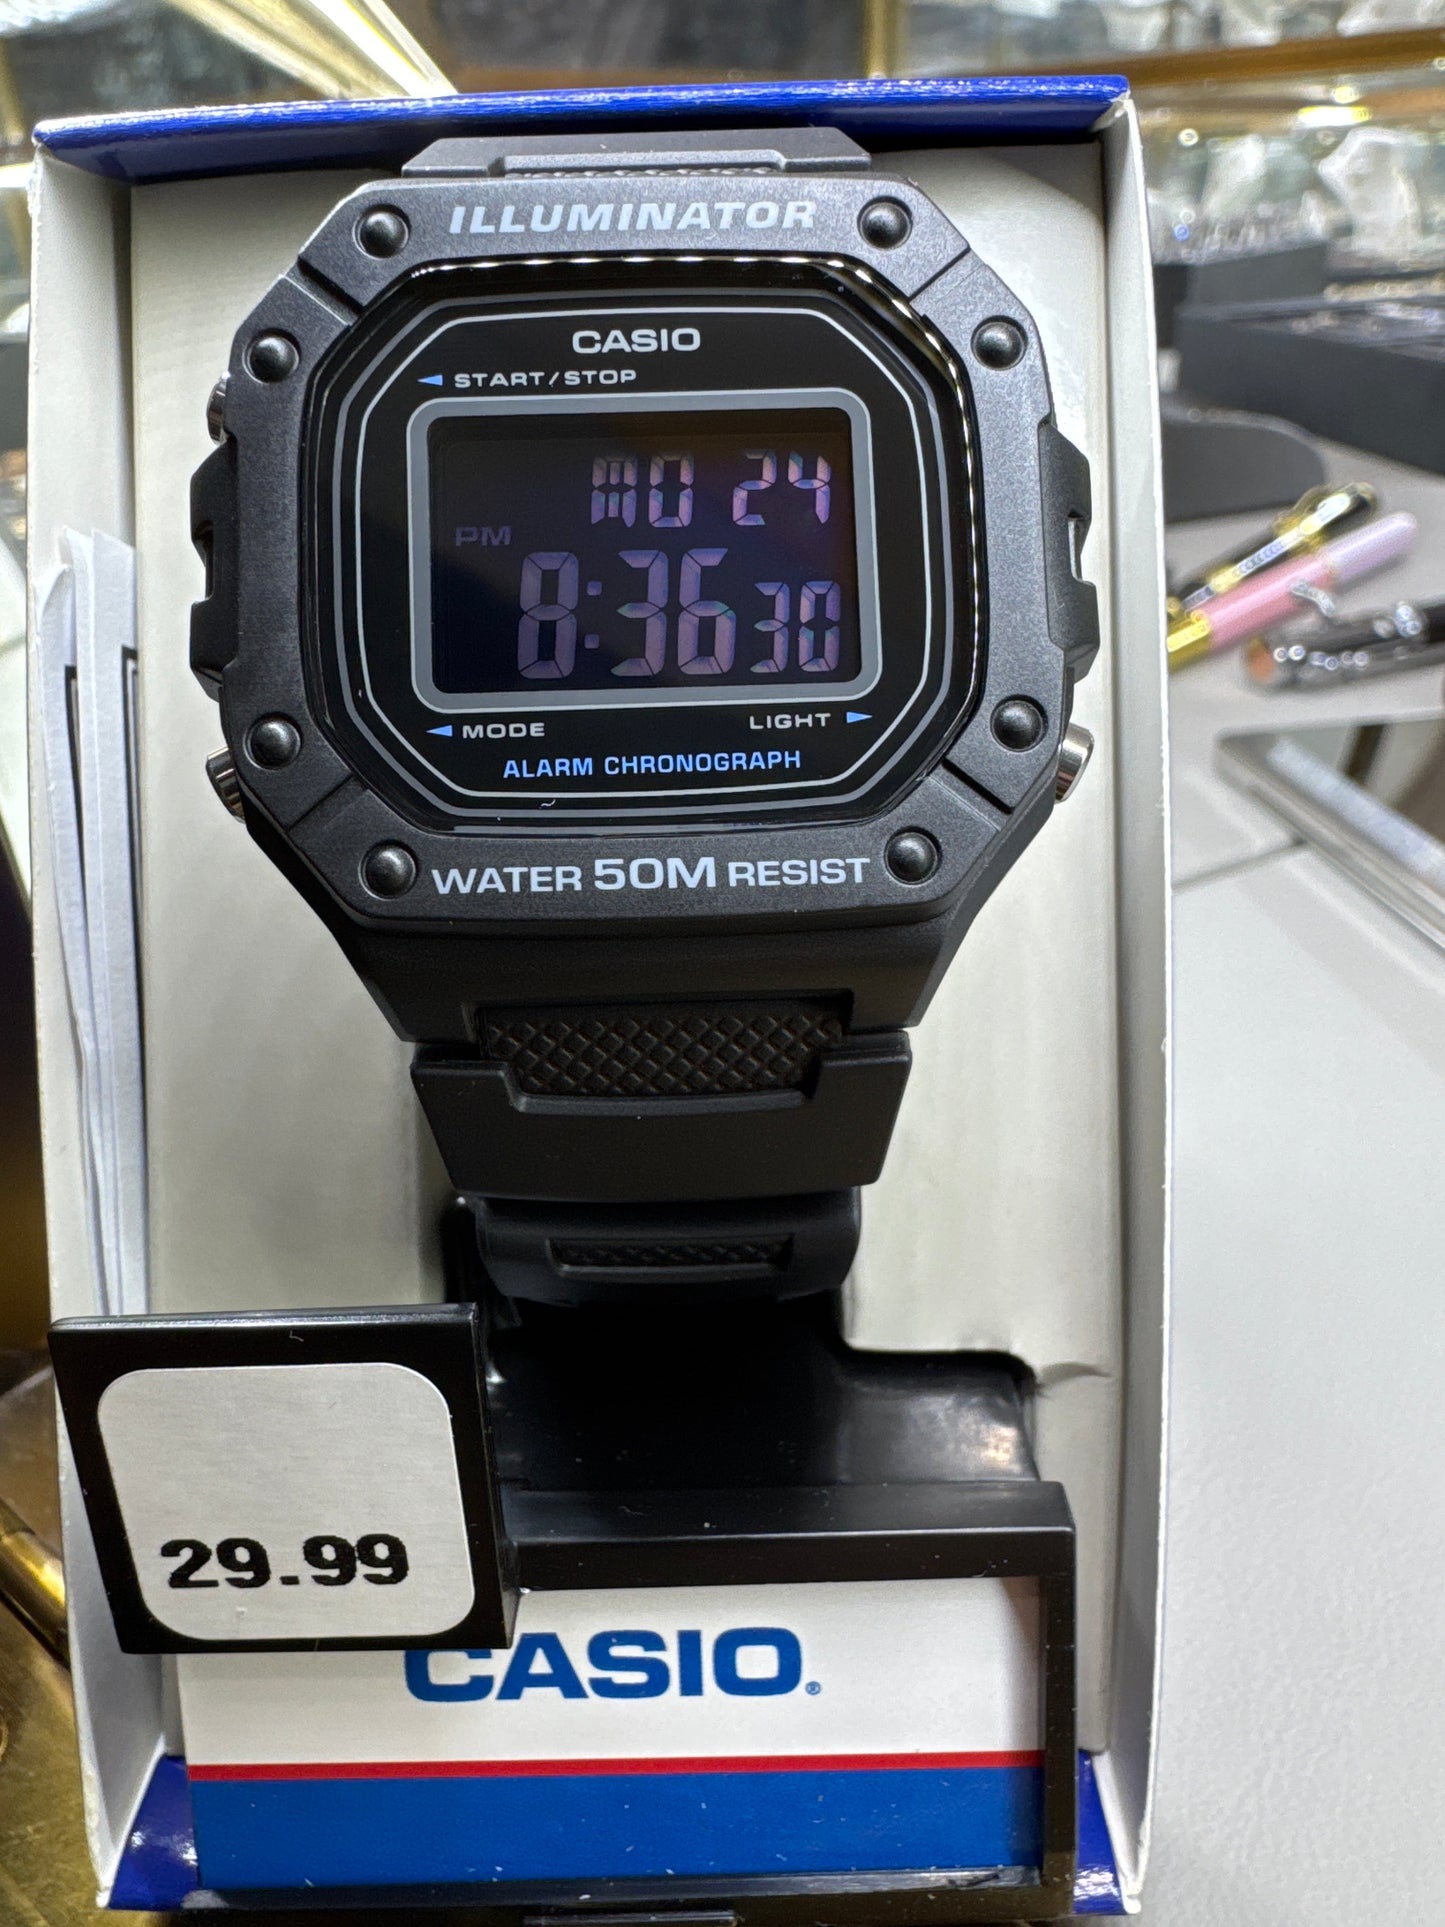 ILLUMINATOR
CASIO
START/STOP
MO 24
PM
8:36 30
MODE LIGHT
ALARM CHRONOGRAPH
WATER 50M RESIST
29.99
CASIO®